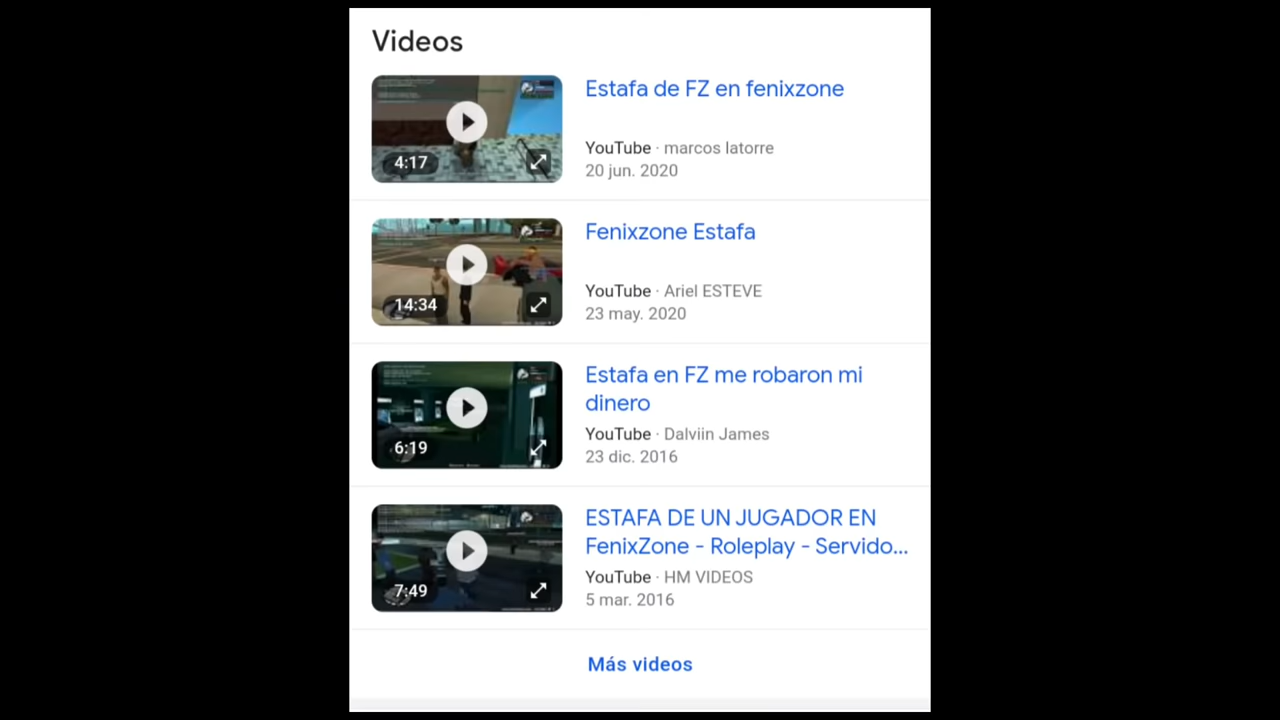 Videos
Estafa de FZ en fenixzone
YouTube · marcos latorre
20 jun. 2020
4:17
Fenixzone Estafa
YouTube · Ariel ESTEVE
23 may. 2020
14:34
Estafa en FZ me robaron mi
dinero
YouTube · Dalviin James
23 dic. 2016
6:19
ESTAFA DE UN JUGADOR EN
FenixZone - Roleplay - Servido...
YouTube · HM VIDEOS
5 mar. 2016
7:49
Más videos